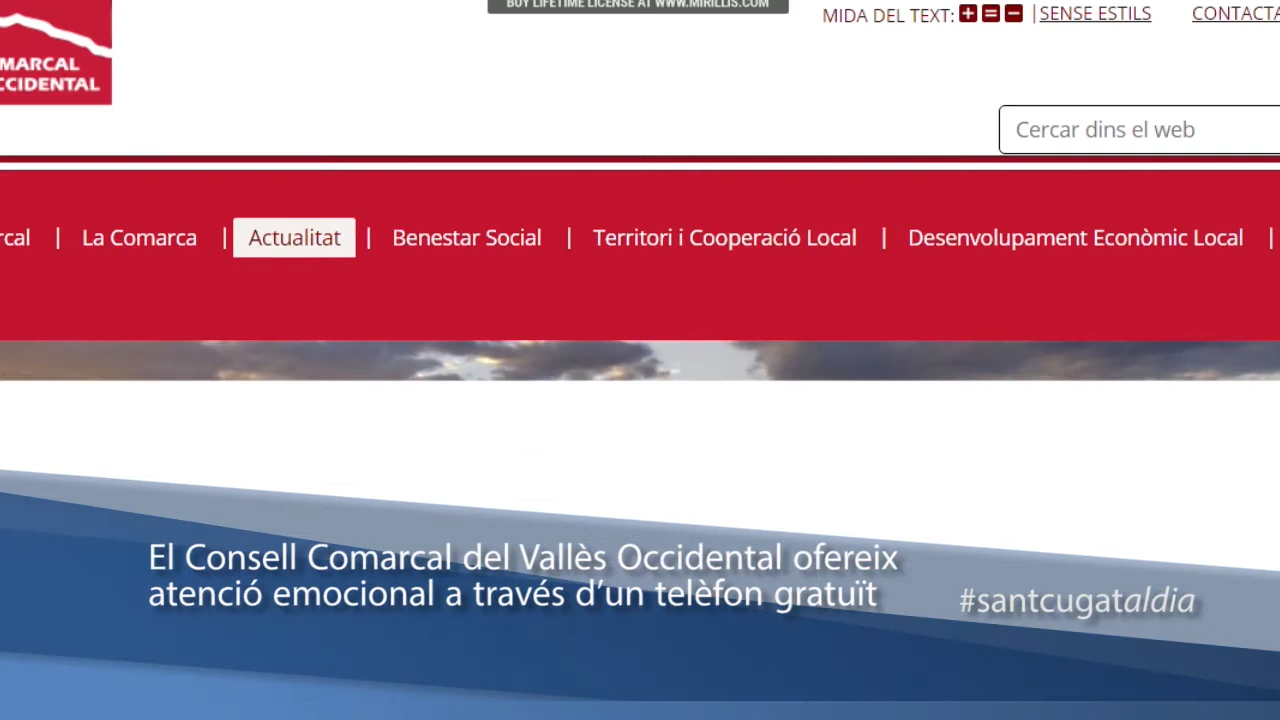 BUY LIFETIME LICENSE AT WWW.MIRILLIS.COM
MIDA DEL TEXT: + = - | SENSE ESTILS CONTACTA
MARCAL
CCIDENTAL
Cercar dins el web
rcal | La Comarca | Actualitat | Benestar Social | Territori i Cooperació Local | Desenvolupament Econòmic Local |
El Consell Comarcal del Vallès Occidental ofereix
atenció emocional a través d'un telèfon gratuït
#santcugataldia